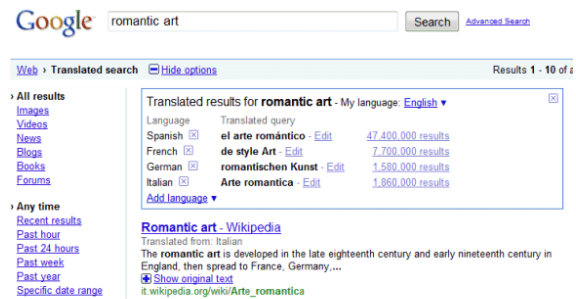 Google romantic art Search Advanced Search
Web › Translated search Hide options Results 1 - 10 of a
› All results
Images
Videos
News
Blogs
Books
Forums
› Any time
Recent results
Past hour
Past 24 hours
Past week
Past year
Specific date range
Translated results for romantic art - My language: English ▼
Language Translated query
Spanish el arte romántico - Edit 47,400,000 results
French de style Art - Edit 7,700,000 results
German romantischen Kunst - Edit 1,580,000 results
Italian Arte romantica - Edit 1,860,000 results
Add language ▼
Romantic art - Wikipedia
Translated from: Italian
The romantic art is developed in the late eighteenth century and early nineteenth century in
England, then spread to France, Germany,...
Show original text
it.wikipedia.org/wiki/Arte_romantica